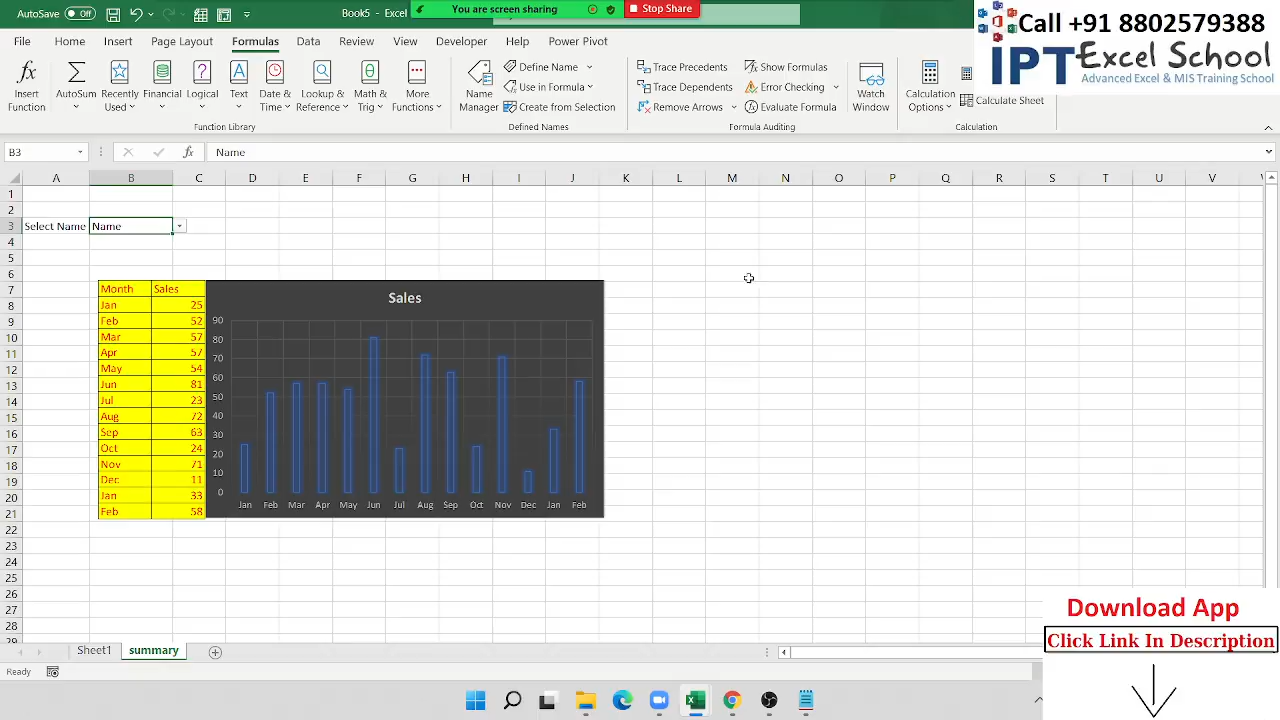 AutoSave Off Book5 - Excel You are screen sharing Stop Share
Call +91 8802579388
IPT Excel School
Advanced Excel & MIS Training School
File Home Insert Page Layout Formulas Data Review View Developer Help Power Pivot
Insert Function
AutoSum
Recently Used
Financial
Logical
Text
Date & Time
Lookup & Reference
Math & Trig
More Functions
Function Library
Name Manager
Define Name
Use in Formula
Create from Selection
Defined Names
Trace Precedents
Trace Dependents
Remove Arrows
Show Formulas
Error Checking
Evaluate Formula
Formula Auditing
Watch Window
Calculation Options
Calculate Sheet
Calculation
B3 fx Name
A B C D E F G H I J K L M N O P Q R S T U V
1
2
3 Select Name Name
4
5
6
7 Month Sales
8 Jan 25
9 Feb 52
10 Mar 57
11 Apr 57
12 May 54
13 Jun 81
14 Jul 23
15 Aug 72
16 Sep 63
17 Oct 24
18 Nov 71
19 Dec 11
20 Jan 33
21 Feb 58
22
23
24
25
26
27
28
29
Sales
90
80
70
60
50
40
30
20
10
0
Jan Feb Mar Apr May Jun Jul Aug Sep Oct Nov Dec Jan Feb
Download App
Click Link In Description
Sheet1 summary
Ready